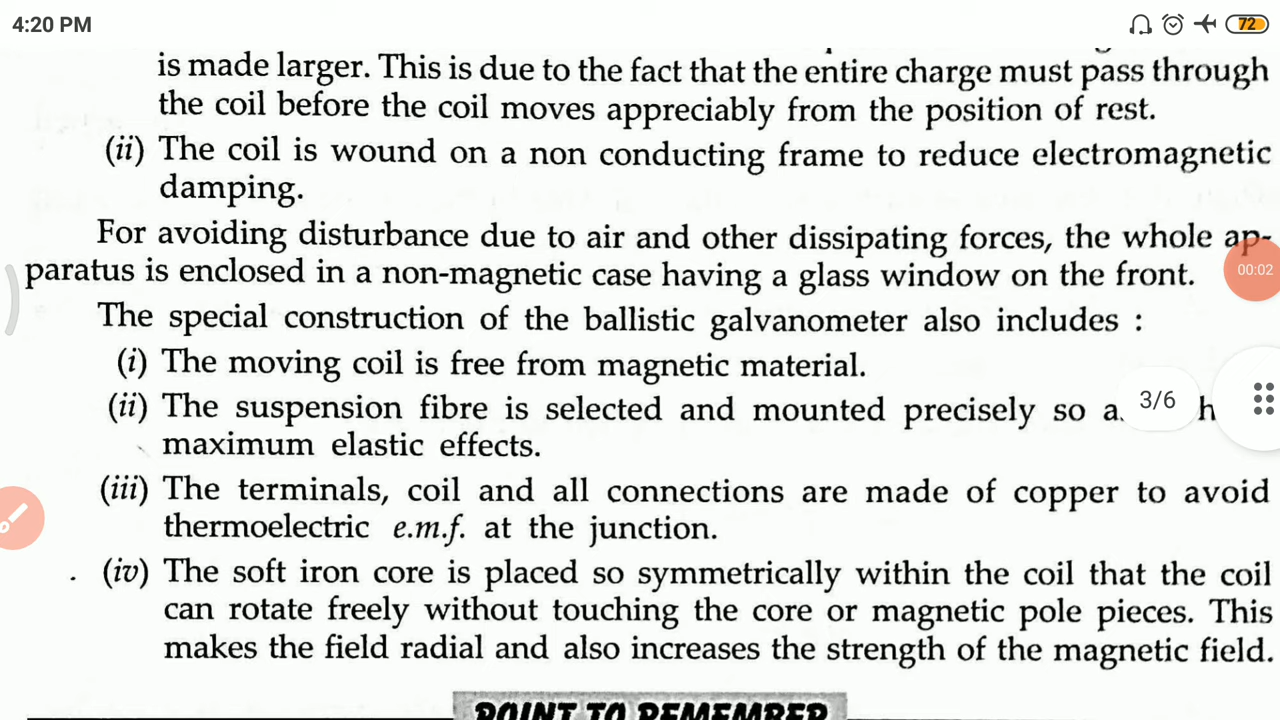 4:20 PM
72
is made larger. This is due to the fact that the entire charge must pass through
the coil before the coil moves appreciably from the position of rest.
(ii) The coil is wound on a non conducting frame to reduce electromagnetic
damping.
For avoiding disturbance due to air and other dissipating forces, the whole ap-
paratus is enclosed in a non-magnetic case having a glass window on the front.
00:02
The special construction of the ballistic galvanometer also includes :
(i) The moving coil is free from magnetic material.
3/6
(ii) The suspension fibre is selected and mounted precisely so
maximum elastic effects.
(iii) The terminals, coil and all connections are made of copper to avoid
thermoelectric e.m.f. at the junction.
(iv) The soft iron core is placed so symmetrically within the coil that the coil
can rotate freely without touching the core or magnetic pole pieces. This
makes the field radial and also increases the strength of the magnetic field.
POINT TO REMEMBER